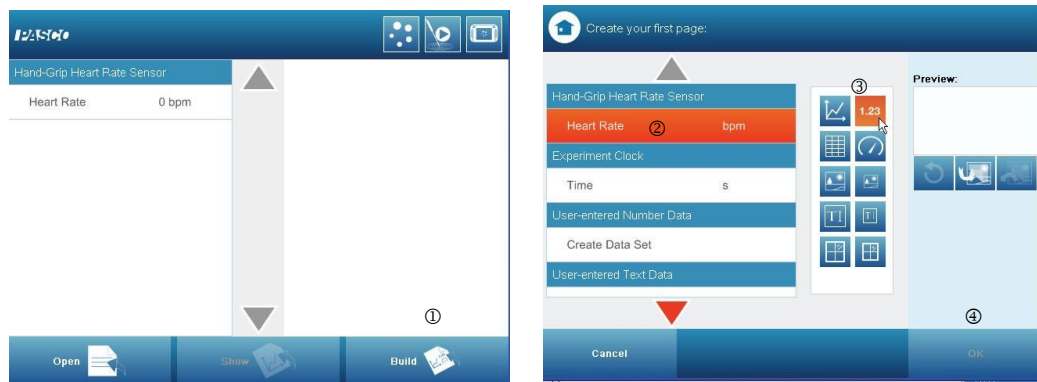 PASCO
Hand-Grip Heart Rate Sensor
Heart Rate 0 bpm
①
Open Show Build
Create your first page:
Hand-Grip Heart Rate Sensor
Heart Rate ② bpm
Experiment Clock
Time s
User-entered Number Data
Create Data Set
User-entered Text Data
③
1.23
TI TI
Preview:
④
Cancel OK